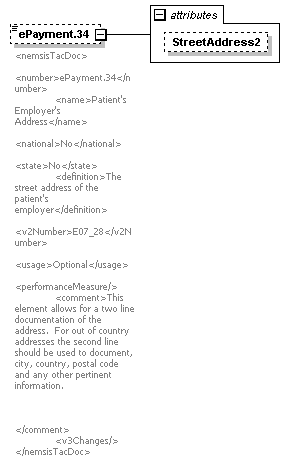 attributes
ePayment.34
StreetAddress2
<nemsisTacDoc>
<number>ePayment.34</n
umber>
<name>Patient's
Employer's
Address</name>
<national>No</national>
<state>No</state>
<definition>The
street address of the
patient's
employer</definition>
<v2Number>E07_28</v2N
umber>
<usage>Optional</usage>
<performanceMeasure/>
<comment>This
element allows for a two line
documentation of the
address. For out of country
addresses the second line
should be used to document,
city, country, postal code
and any other pertinent
information.
</comment>
<v3Changes/>
</nemsisTacDoc>